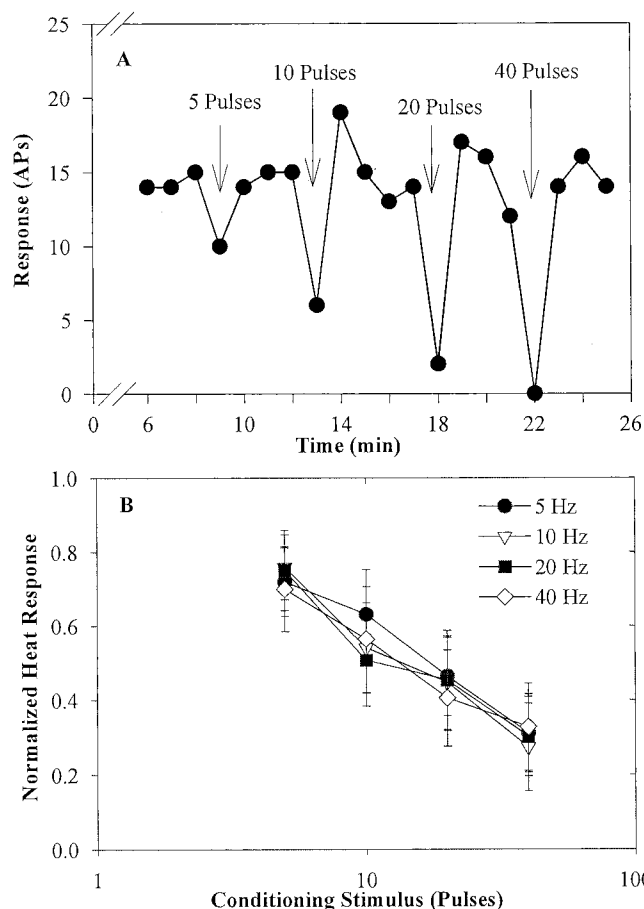 25
A
10 Pulses
40 Pulses
20
5 Pulses
20 Pulses
15
10
5
0
Response (APs)
0 6 10 14 18 22 26
Time (min)
1.0
B
5 Hz
10 Hz
20 Hz
40 Hz
0.8
0.6
0.4
0.2
0.0
Normalized Heat Response
1 10 100
Conditioning Stimulus (Pulses)